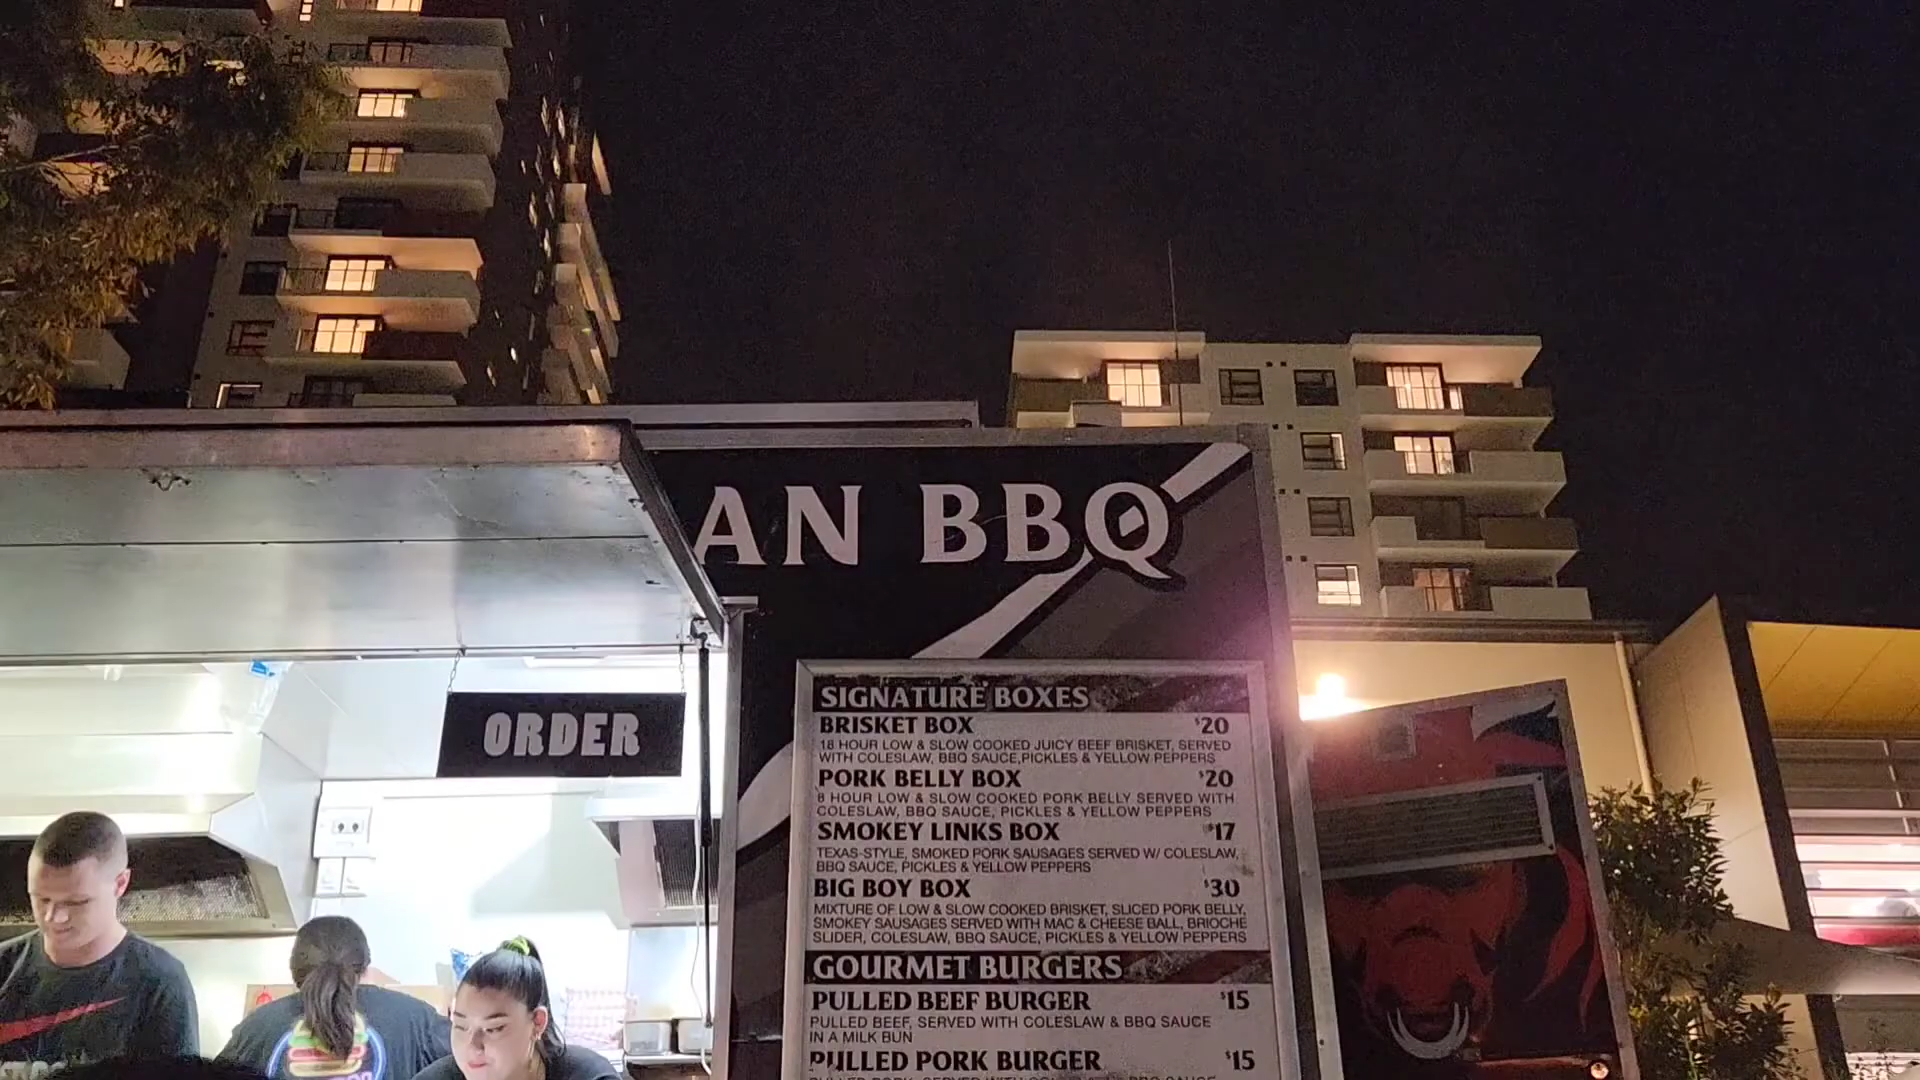 AN BBQ
ORDER
SIGNATURE BOXES
BRISKET BOX $20
18 HOUR LOW & SLOW COOKED JUICY BEEF BRISKET, SERVED
WITH COLESLAW, BBQ SAUCE,PICKLES & YELLOW PEPPERS
PORK BELLY BOX $20
8 HOUR LOW & SLOW COOKED PORK BELLY SERVED WITH
COLESLAW, BBQ SAUCE, PICKLES & YELLOW PEPPERS
SMOKEY LINKS BOX $17
TEXAS-STYLE, SMOKED PORK SAUSAGES SERVED W/ COLESLAW,
BBQ SAUCE, PICKLES & YELLOW PEPPERS
BIG BOY BOX $30
MIXTURE OF LOW & SLOW COOKED BRISKET, SLICED PORK BELLY,
SMOKEY SAUSAGES SERVED WITH MAC & CHEESE BALL, BRIOCHE
SLIDER, COLESLAW, BBQ SAUCE, PICKLES & YELLOW PEPPERS
GOURMET BURGERS
PULLED BEEF BURGER $15
PULLED BEEF, SERVED WITH COLESLAW & BBQ SAUCE
IN A MILK BUN
PULLED PORK BURGER $15